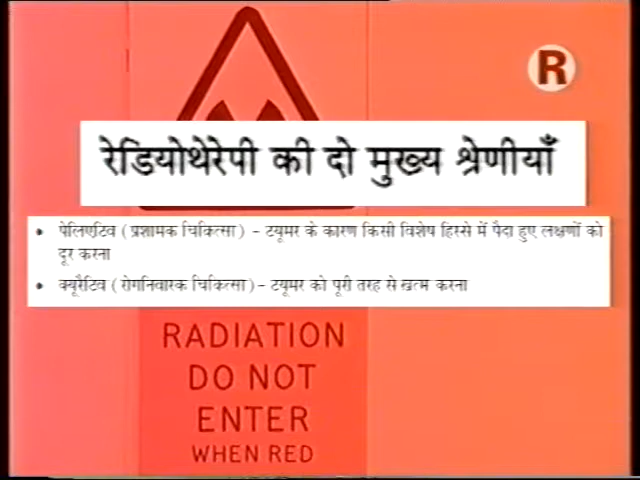 R
रेडियोथेरेपी की दो मुख्य श्रेणीयाँ
• पेलिएटिव ( प्रशामक चिकित्सा ) - टयूमर के कारण किसी विशेष हिस्से में पैदा हुए लक्षणों को
दूर करना
• क्यूरैटिव ( रोगनिवारक चिकित्सा ) - टयूमर को पूरी तरह से खत्म करना
RADIATION
DO NOT
ENTER
WHEN RED